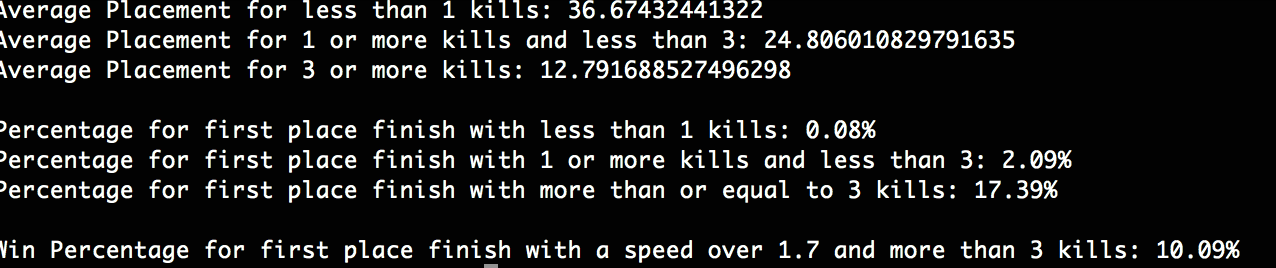 Average Placement for less than 1 kills: 36.67432441322
Average Placement for 1 or more kills and less than 3: 24.806010829791635
Average Placement for 3 or more kills: 12.791688527496298
Percentage for first place finish with less than 1 kills: 0.08%
Percentage for first place finish with 1 or more kills and less than 3: 2.09%
Percentage for first place finish with more than or equal to 3 kills: 17.39%
Win Percentage for first place finish with a speed over 1.7 and more than 3 kills: 10.09%